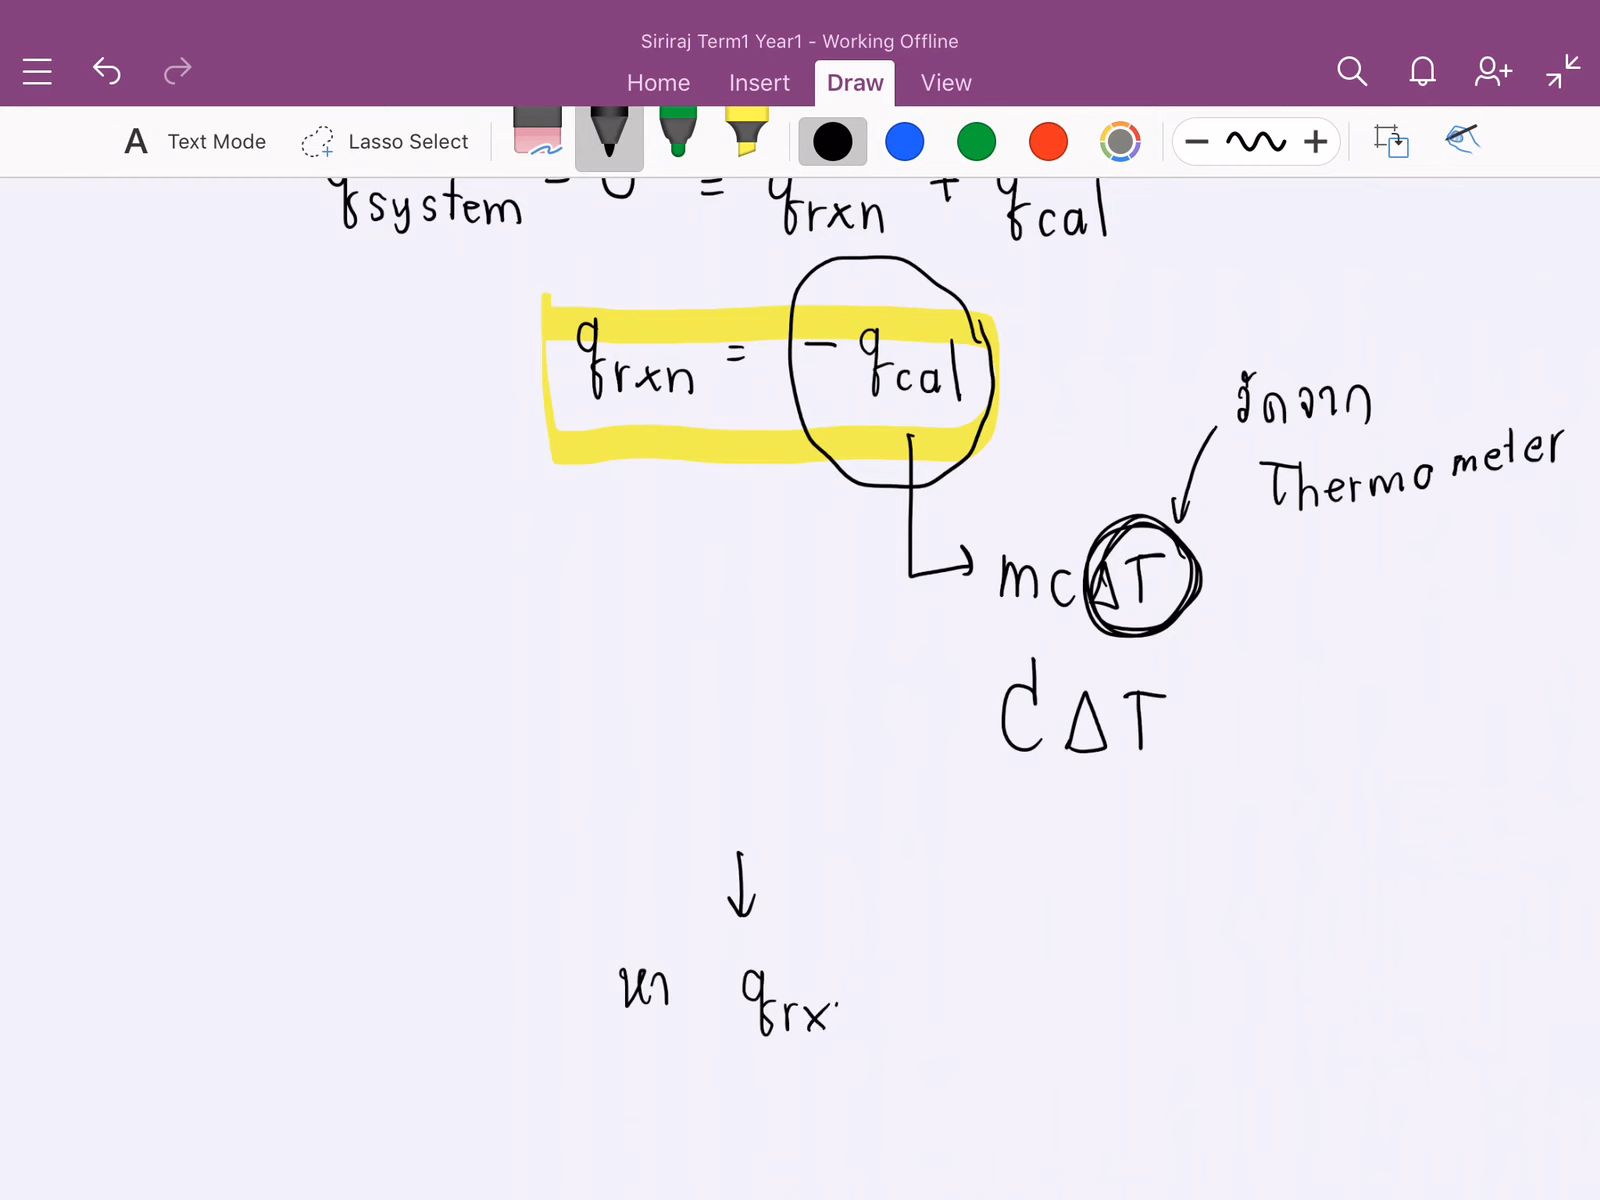 Siriraj Term1 Year1 - Working Offline
Home Insert Draw View
A Text Mode Lasso Select
qsystem = 0 = qrxn + qcal
qrxn = - qcal
วัดจาก
Thermometer
mcΔT
CΔT
หา qrx